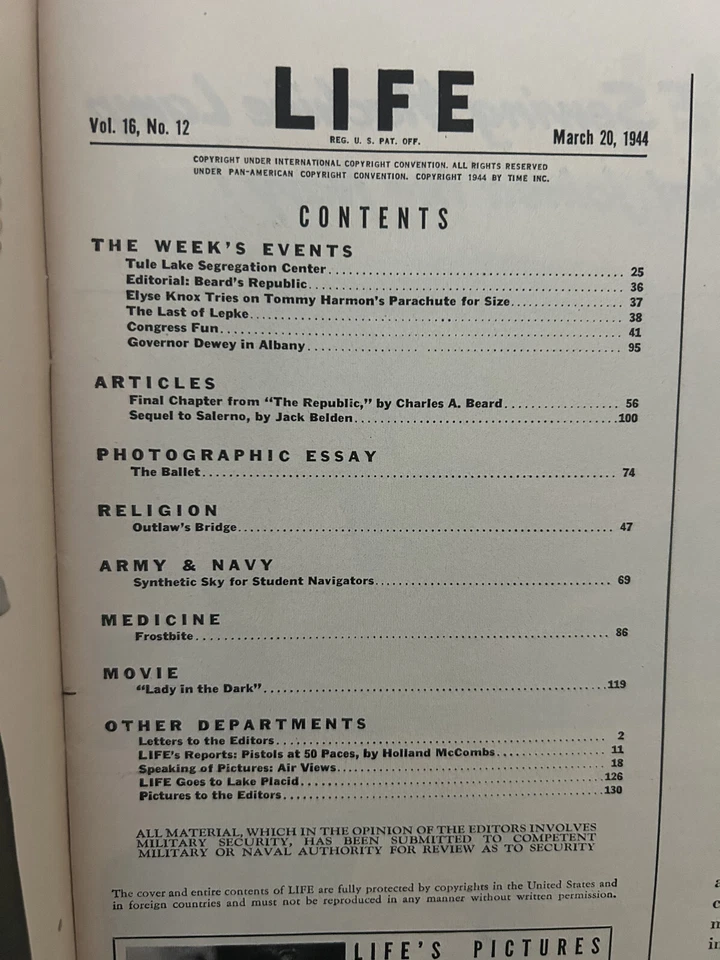 LIFE
Vol. 16, No. 12
REG. U. S. PAT. OFF.
March 20, 1944
COPYRIGHT UNDER INTERNATIONAL COPYRIGHT CONVENTION. ALL RIGHTS RESERVED
UNDER PAN-AMERICAN COPYRIGHT CONVENTION. COPYRIGHT 1944 BY TIME INC.
CONTENTS
THE WEEK'S EVENTS
Tule Lake Segregation Center 25
Editorial: Beard's Republic 36
Elyse Knox Tries on Tommy Harmon's Parachute for Size 37
The Last of Lepke 38
Congress Fun 41
Governor Dewey in Albany 95
ARTICLES
Final Chapter from "The Republic," by Charles A. Beard 56
Sequel to Salerno, by Jack Belden 100
PHOTOGRAPHIC ESSAY
The Ballet 74
RELIGION
Outlaw's Bridge 47
ARMY & NAVY
Synthetic Sky for Student Navigators 69
MEDICINE
Frostbite 86
MOVIE
"Lady in the Dark" 119
OTHER DEPARTMENTS
Letters to the Editors 2
LIFE's Reports: Pistols at 50 Paces, by Holland McCombs 11
Speaking of Pictures: Air Views 18
LIFE Goes to Lake Placid 126
Pictures to the Editors 130
ALL MATERIAL, WHICH IN THE OPINION OF THE EDITORS INVOLVES
MILITARY SECURITY, HAS BEEN SUBMITTED TO COMPETENT
MILITARY OR NAVAL AUTHORITY FOR REVIEW AS TO SECURITY
The cover and entire contents of LIFE are fully protected by copyrights in the United States and
in foreign countries and must not be reproduced in any manner without written permission.
LIFE'S PICTURES